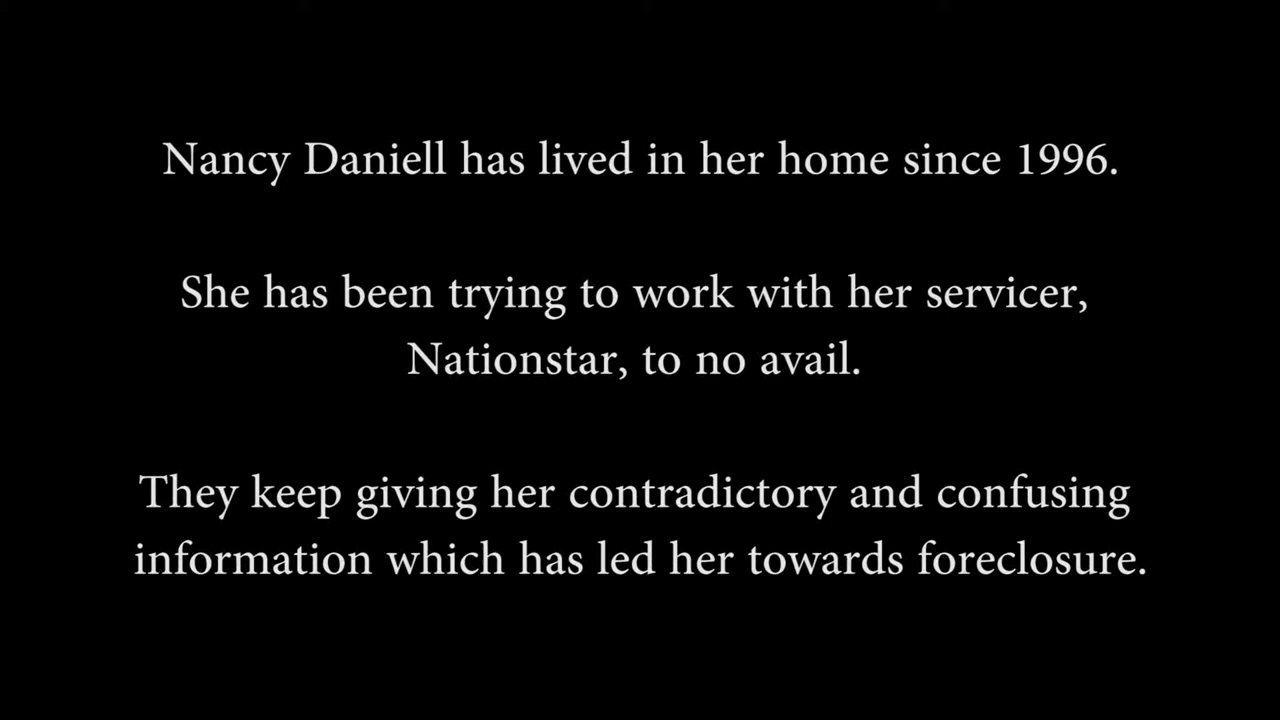 Nancy Daniell has lived in her home since 1996.
She has been trying to work with her servicer,
Nationstar, to no avail.
They keep giving her contradictory and confusing
information which has led her towards foreclosure.